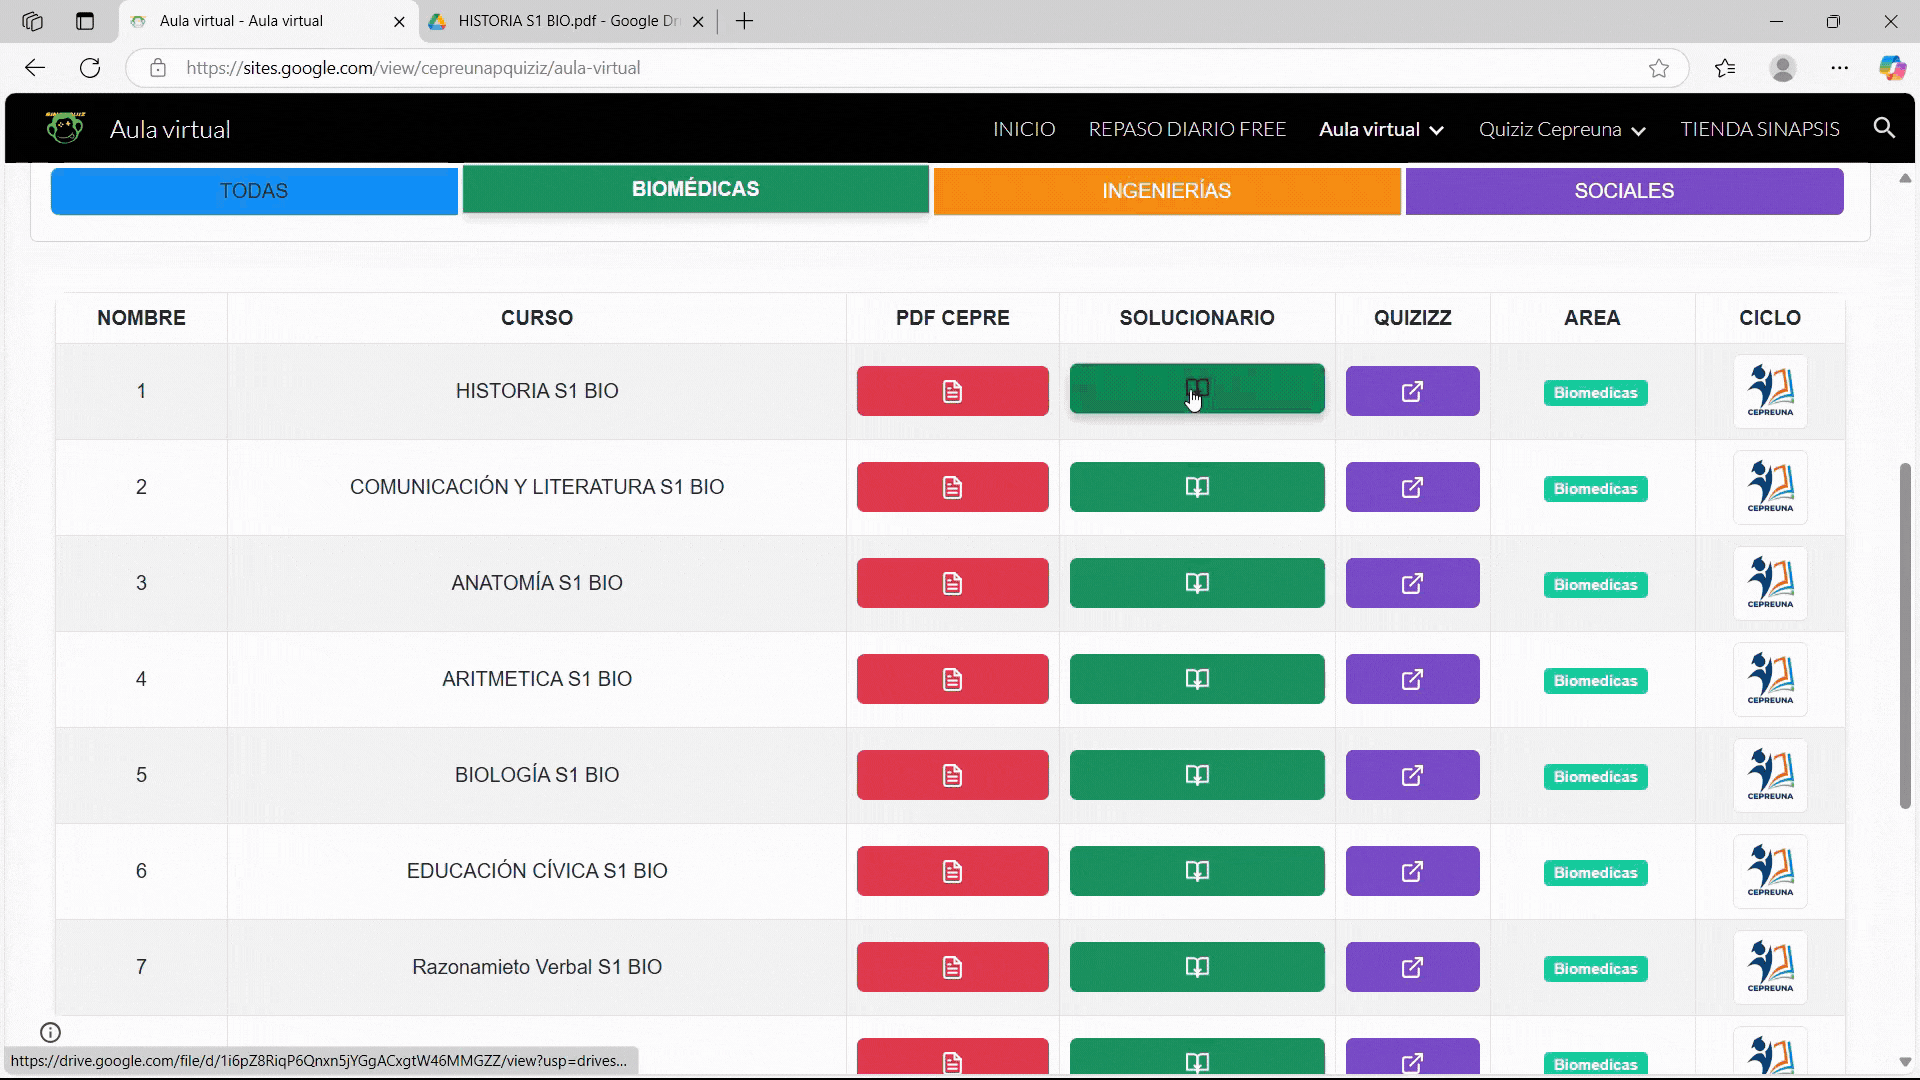 Aula virtual - Aula virtual
HISTORIA S1 BIO.pdf - Google Dr
https://sites.google.com/view/cepreunapquiziz/aula-virtual
Aula virtual
INICIO
REPASO DIARIO FREE
Aula virtual
Quiziz Cepreuna
TIENDA SINAPSIS
TODAS
BIOMÉDICAS
INGENIERÍAS
SOCIALES
NOMBRE CURSO PDF CEPRE SOLUCIONARIO QUIZIZZ AREA CICLO
1 HISTORIA S1 BIO Biomedicas CEPREUNA
2 COMUNICACIÓN Y LITERATURA S1 BIO Biomedicas CEPREUNA
3 ANATOMÍA S1 BIO Biomedicas CEPREUNA
4 ARITMETICA S1 BIO Biomedicas CEPREUNA
5 BIOLOGÍA S1 BIO Biomedicas CEPREUNA
6 EDUCACIÓN CÍVICA S1 BIO Biomedicas CEPREUNA
7 Razonamieto Verbal S1 BIO Biomedicas CEPREUNA
Biomedicas
https://drive.google.com/file/d/1i6pZ8RiqP6Qnxn5jYGgACxgtW46MMGZZ/view?usp=drives...